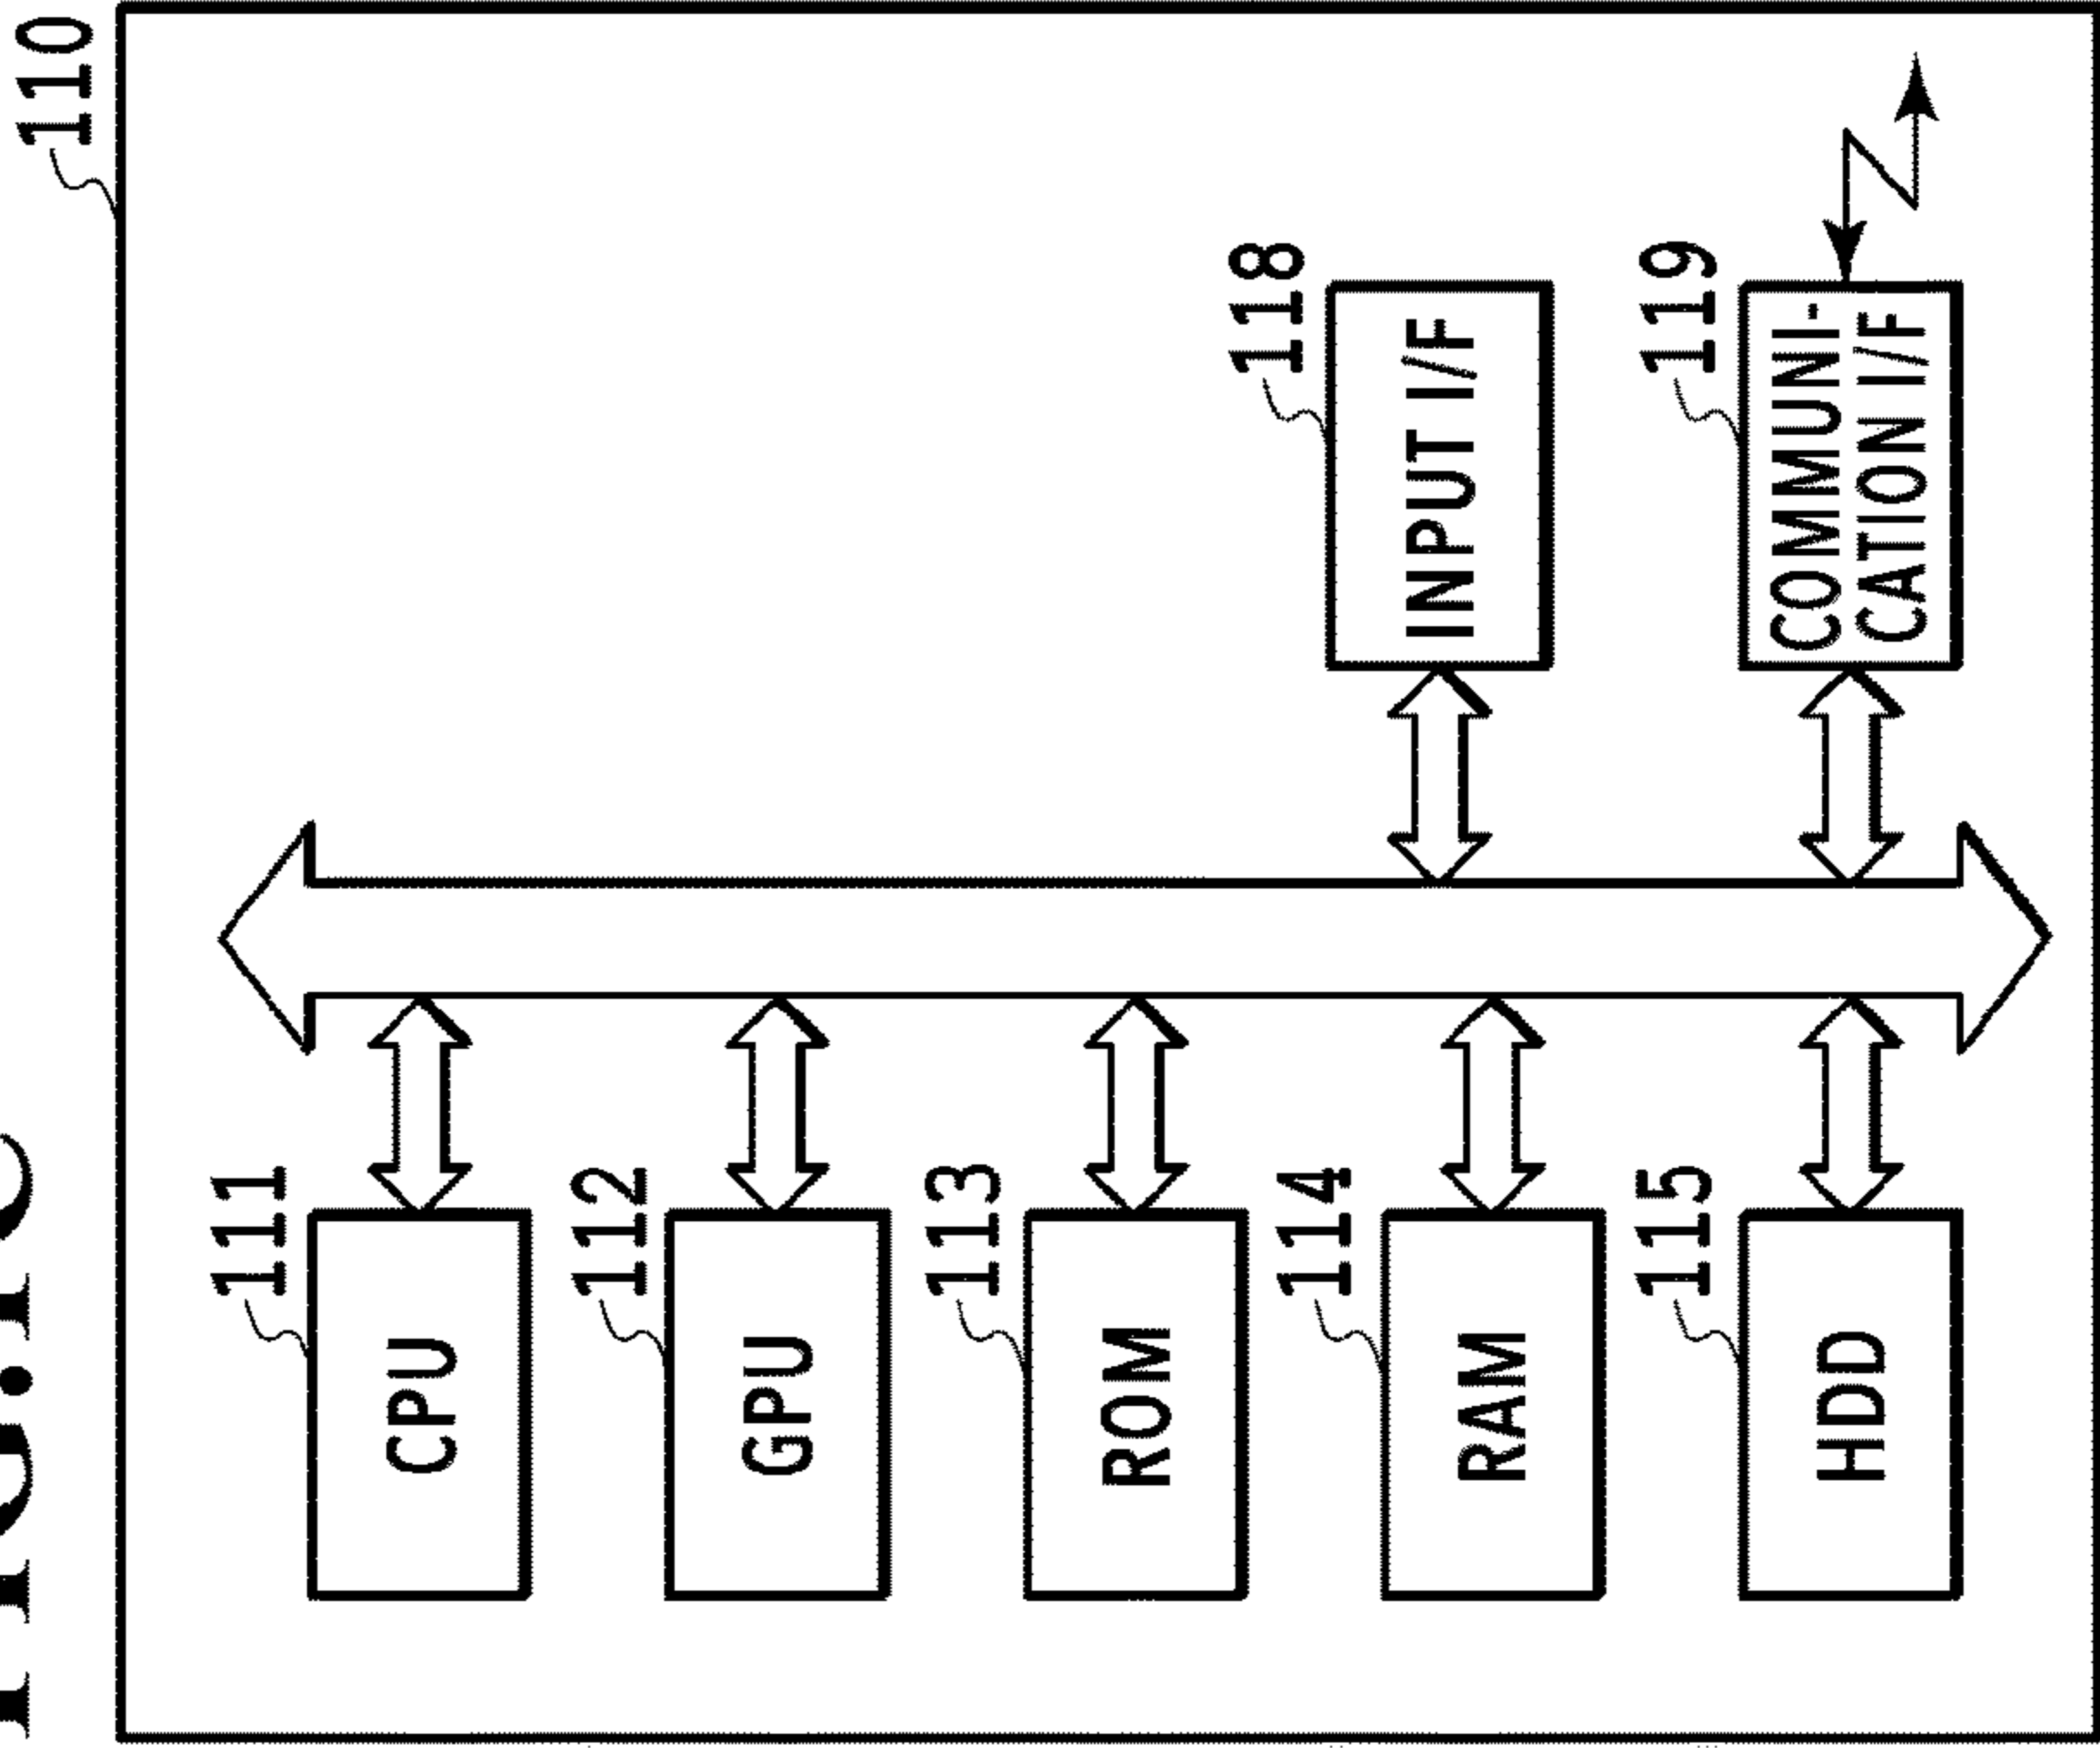 110
111
CPU
112
GPU
113
ROM
114
RAM
118
INPUT I/F
115
HDD
119
COMMUNI-
CATION I/F